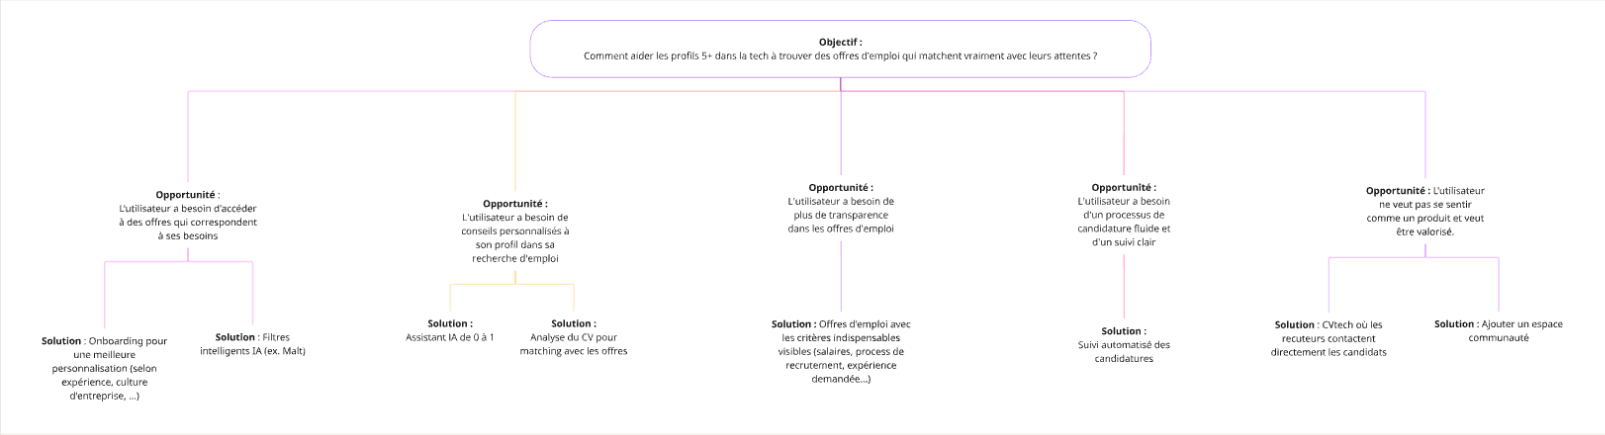 Objectif :
Comment aider les profils 5+ dans la tech à trouver des offres d'emploi qui matchent vraiment avec leurs attentes ?
Opportunité :
L'utilisateur a besoin d'accéder
à des offres qui correspondent
à ses besoins
Opportunité :
L'utilisateur a besoin de
conseils personnalisés à
son profil dans sa
recherche d'emploi
Opportunité :
L'utilisateur a besoin de
plus de transparence
dans les offres d'emploi
Opportunité :
L'utilisateur a besoin
d'un processus de
candidature fluide et
d'un suivi clair
Opportunité : L'utilisateur
ne veut pas se sentir
comme un produit et veut
être valorisé.
Solution : Onboarding pour
une meilleure
personnalisation (selon
expérience, culture
d'entreprise, ...)
Solution : Filtres
intelligents IA (ex. Malt)
Solution :
Assistant IA de 0 à 1
Solution :
Analyse du CV pour
matching avec les offres
Solution : Offres d'emploi avec
les critères indispensables
visibles (salaires, process de
recrutement, expérience
demandée...)
Solution :
Suivi automatisé des
candidatures
Solution : CVtech où les
recuteurs contactent
directement les candidats
Solution : Ajouter un espace
communauté